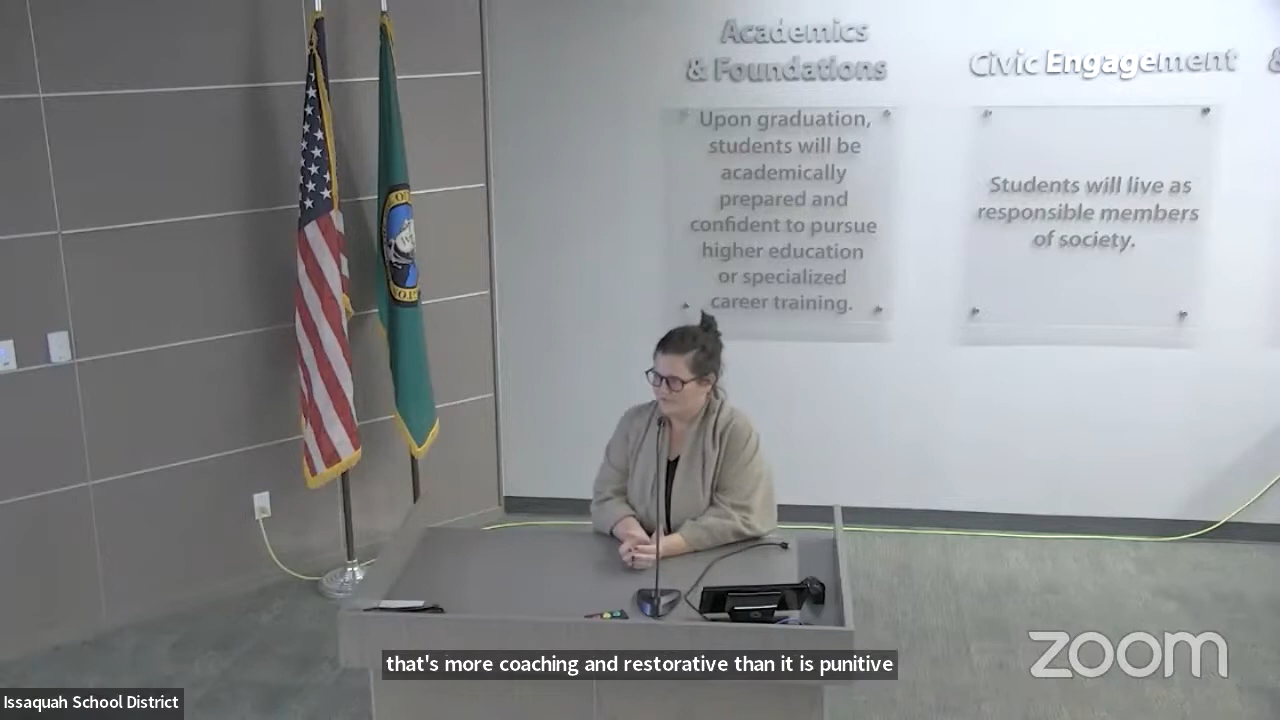 Academics
& Foundations
Upon graduation,
students will be
academically
prepared and
confident to pursue
higher education
or specialized
career training.
Civic Engagement
Students will live as
responsible members
of society.
&
that's more coaching and restorative than it is punitive
Issaquah School District
zoom